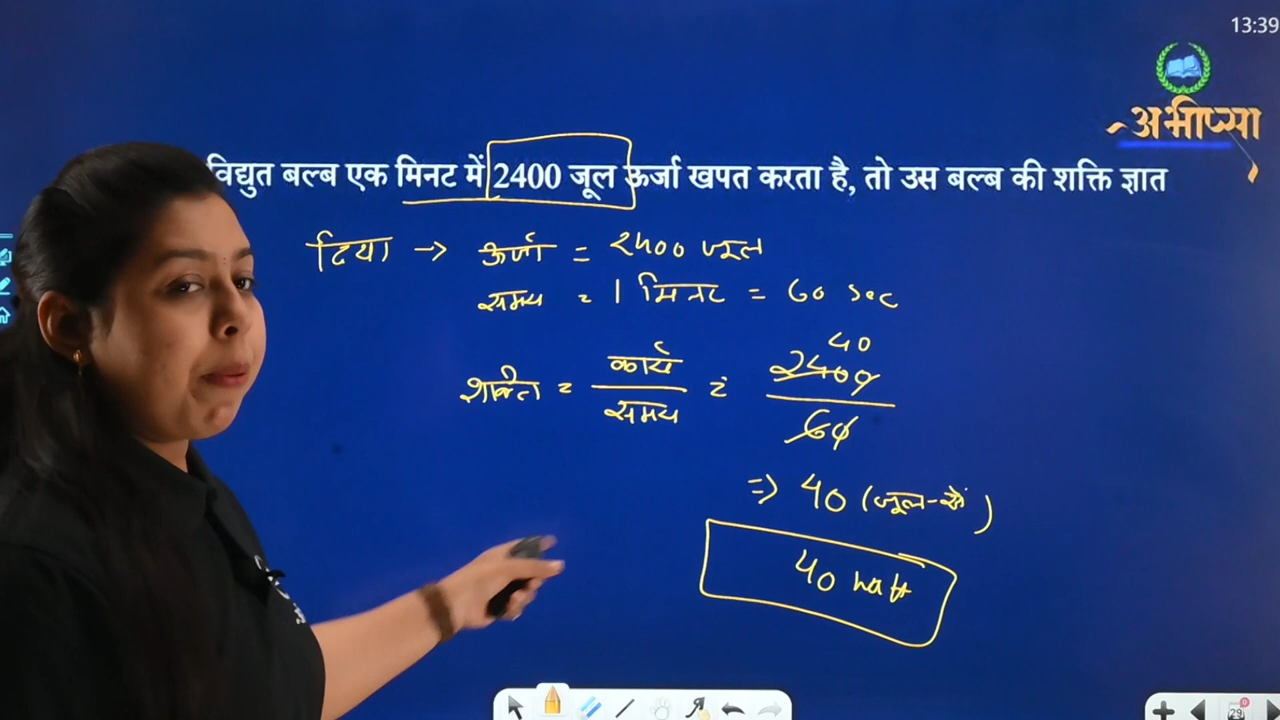 13:39
अभीप्सा
विद्युत बल्ब एक मिनट में 2400 जूल ऊर्जा खपत करता है, तो उस बल्ब की शक्ति ज्ञात
दिया → ऊर्जा = 2400 जूल
समय = 1 मिनट = 60 sec
40
शक्ति = कार्य / समय = 2400 / 60
=> 40 (जूल-से)
40 watt
29